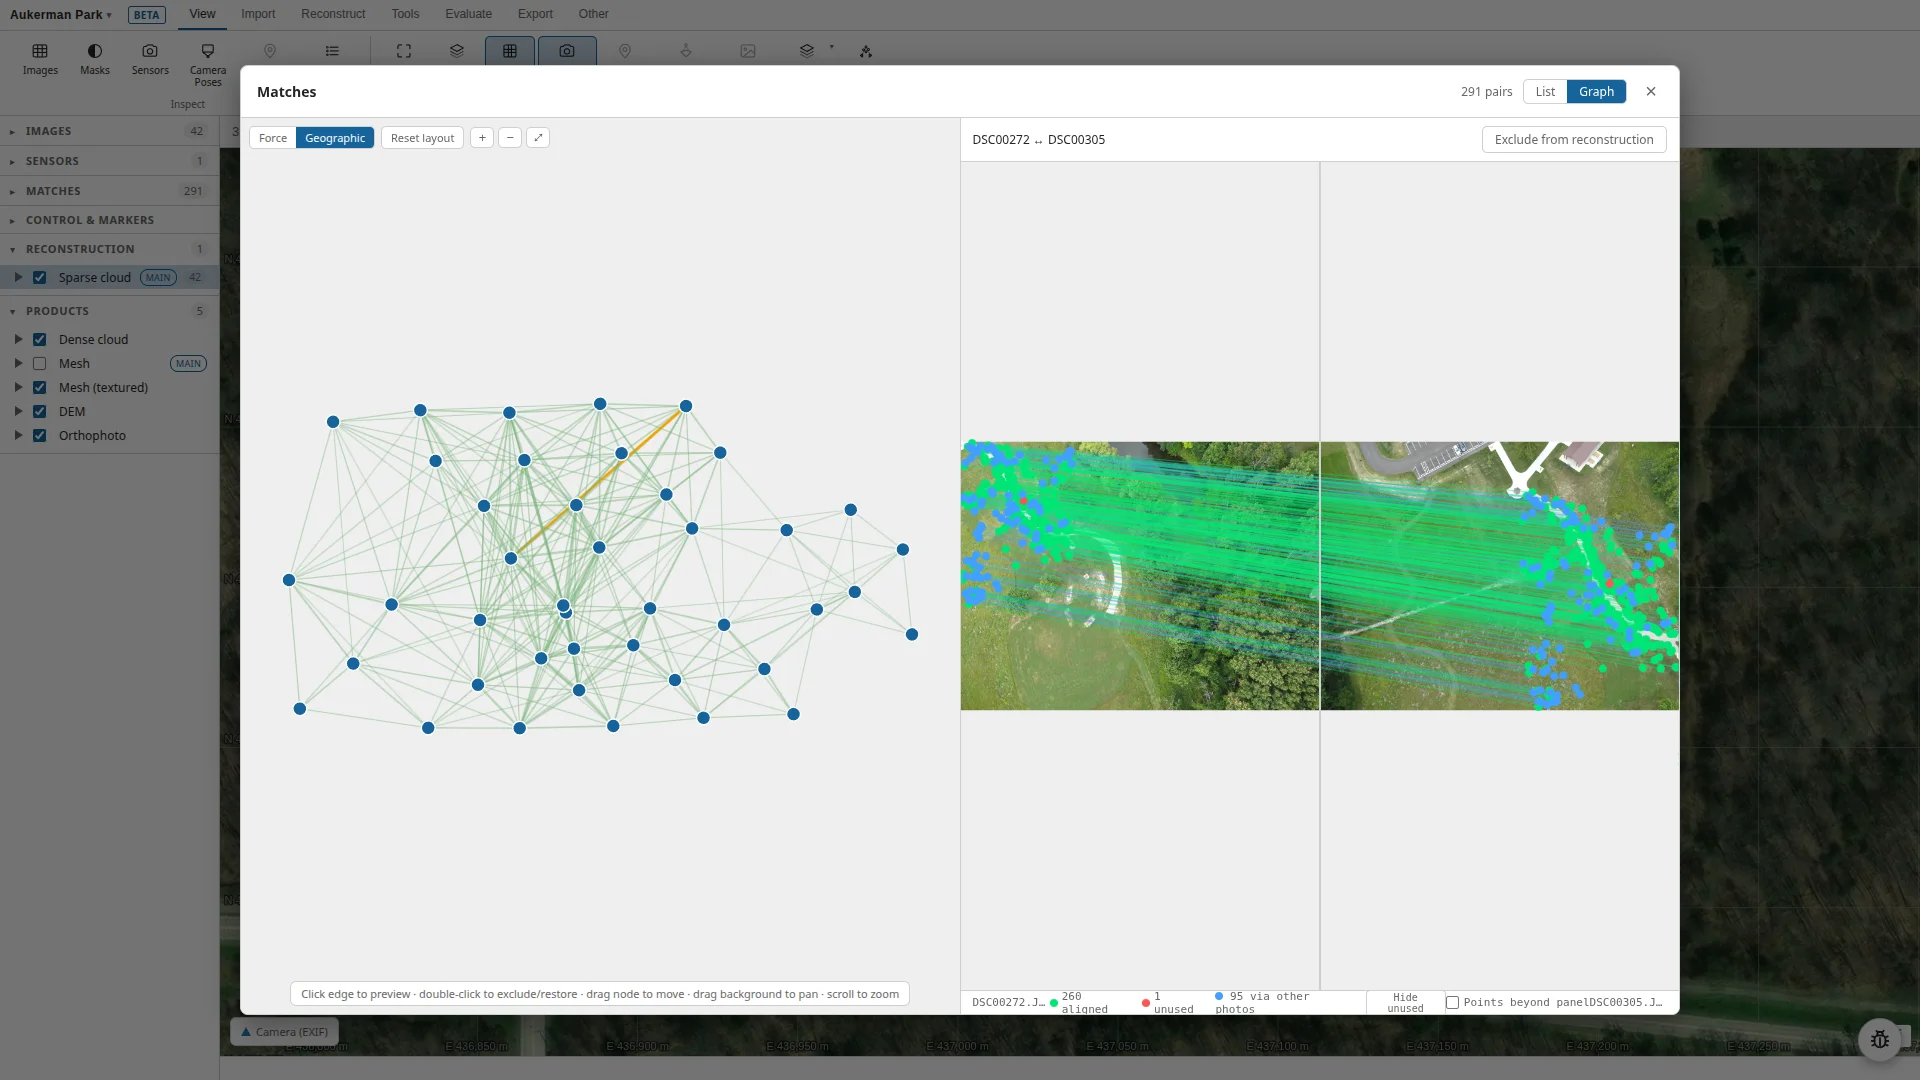 Aukerman Park
BETA
View
Import
Reconstruct
Tools
Evaluate
Export
Other
Images
Masks
Sensors
Camera
Poses
Inspect
Matches
291 pairs
List
Graph
IMAGES 42
SENSORS 1
MATCHES 291
CONTROL & MARKERS
RECONSTRUCTION 1
Sparse cloud MAIN 42
PRODUCTS 5
Dense cloud
Mesh MAIN
Mesh (textured)
DEM
Orthophoto
Force
Geographic
Reset layout
+
−
DSC00272 ↔ DSC00305
Exclude from reconstruction
Click edge to preview · double-click to exclude/restore · drag node to move · drag background to pan · scroll to zoom
DSC00272.J…
260
aligned
1
unused
95 via other
photos
Hide
unused
Points beyond panel
DSC00305.J…
Camera (EXIF)
E 436,850 m
E 436,900 m
E 436,950 m
E 437,000 m
E 437,050 m
E 437,100 m
E 437,150 m
E 437,200 m
E 437,250 m